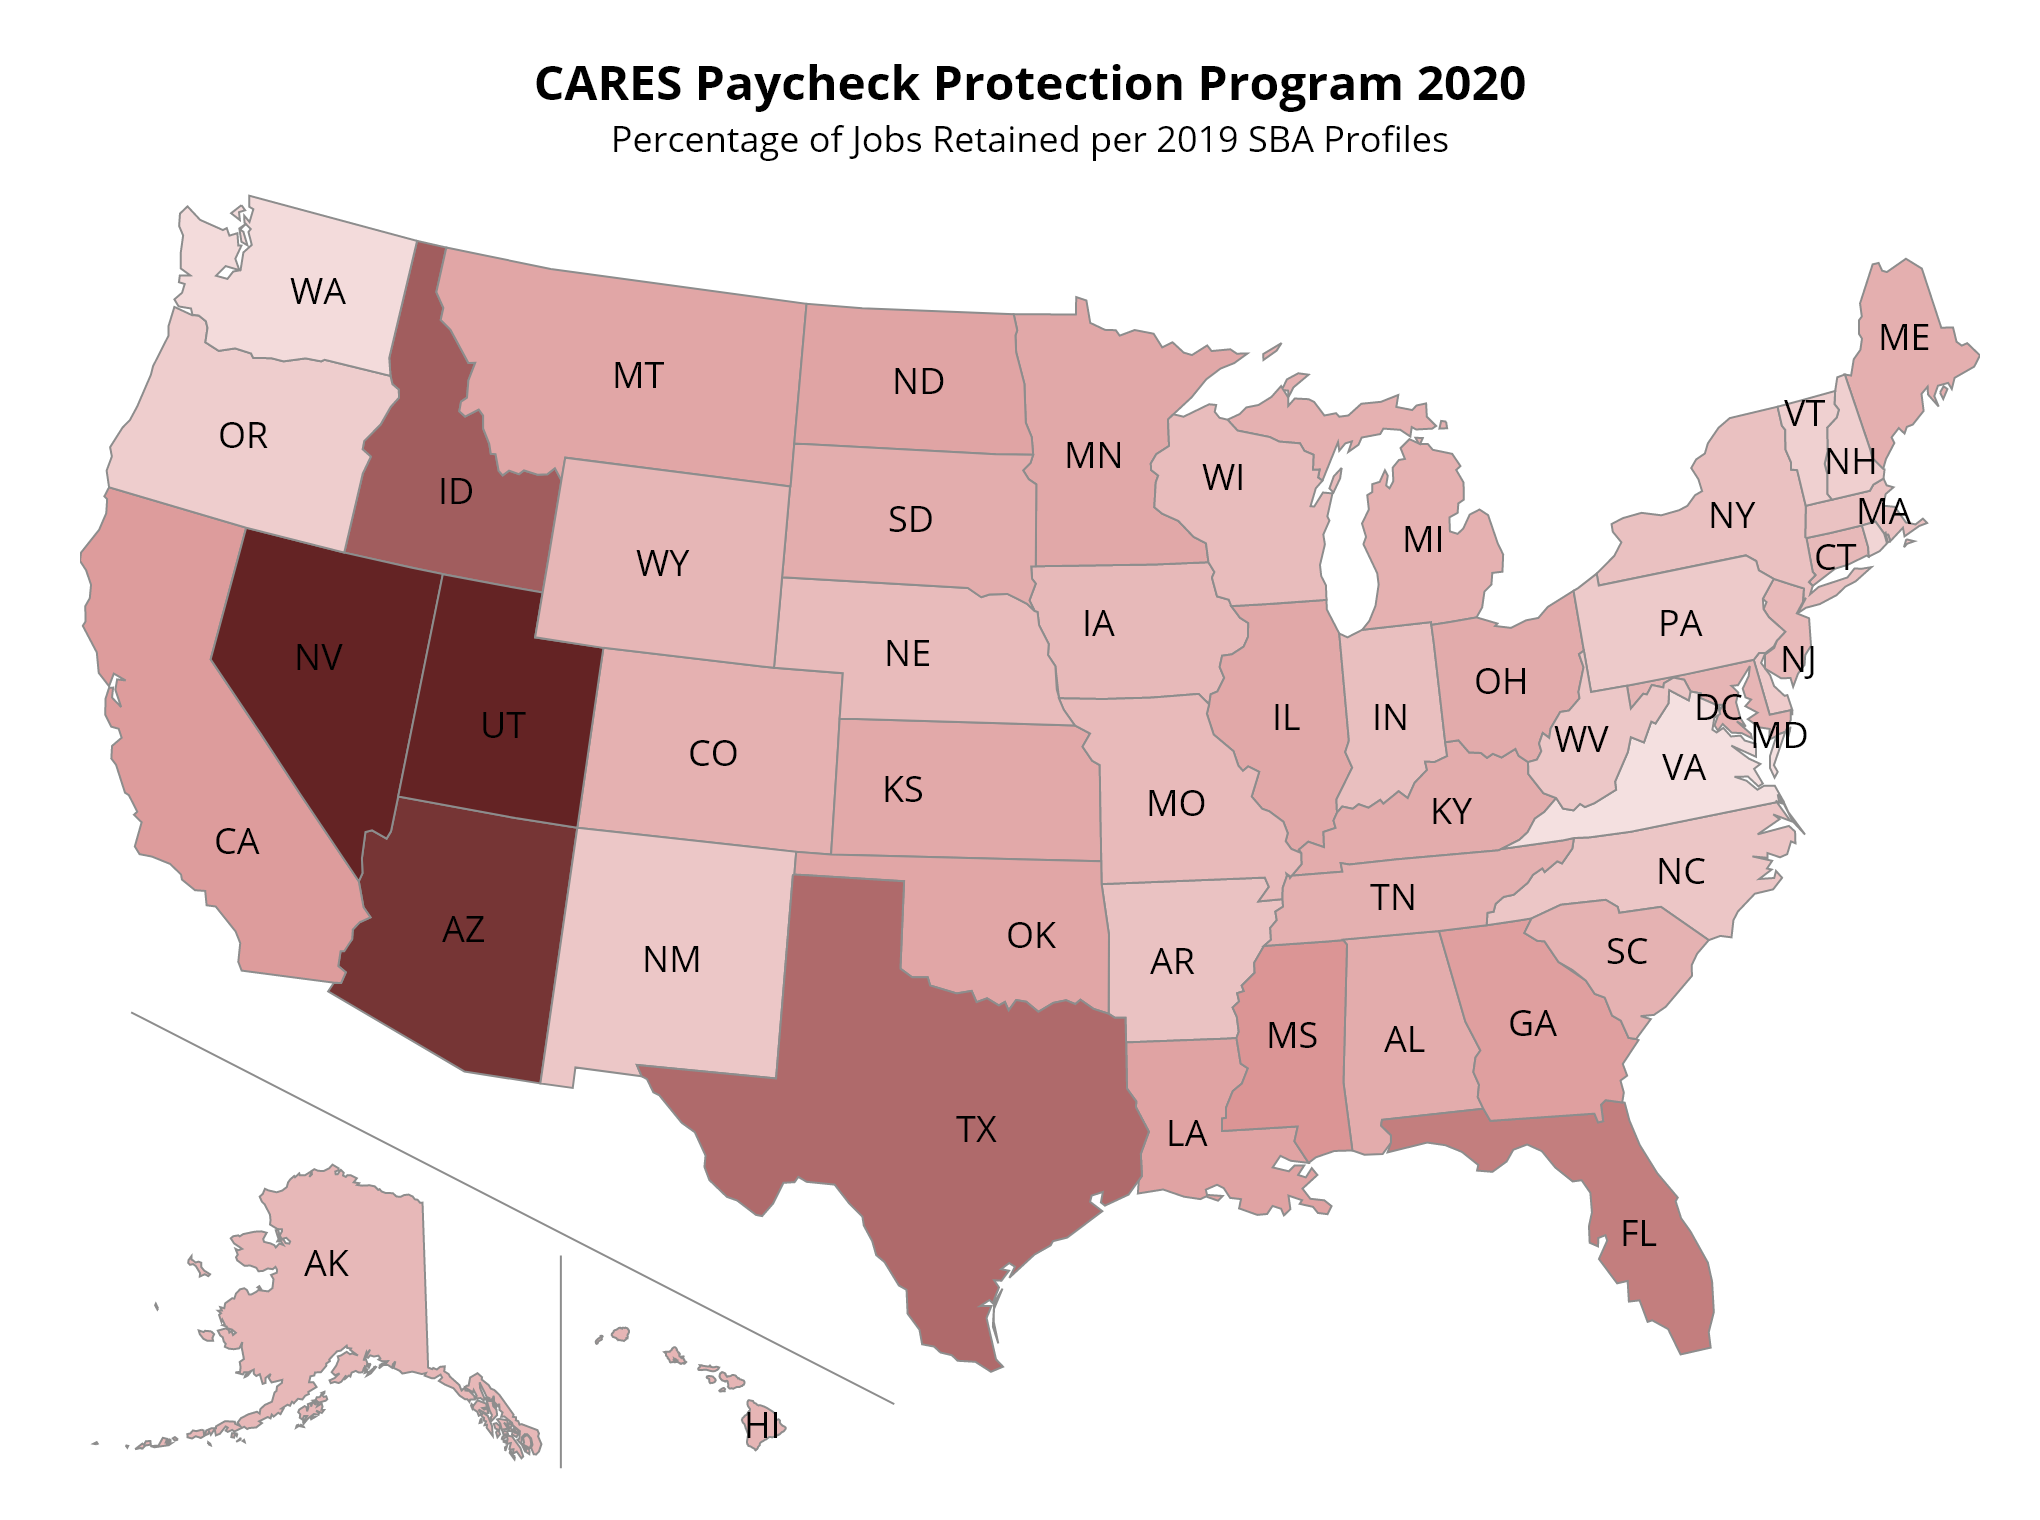 CARES Paycheck Protection Program 2020
Percentage of Jobs Retained per 2019 SBA Profiles
WA
ME
MT
ND
VT
OR
MN
NH
WI
ID
MA
NY
SD
MI
CT
WY
IA
PA
NE
NV
NJ
OH
DC
IL
IN
UT
MD
WV
CO
VA
KS
MO
KY
CA
NC
TN
AZ
OK
SC
NM
AR
GA
MS
AL
TX
LA
FL
AK
HI